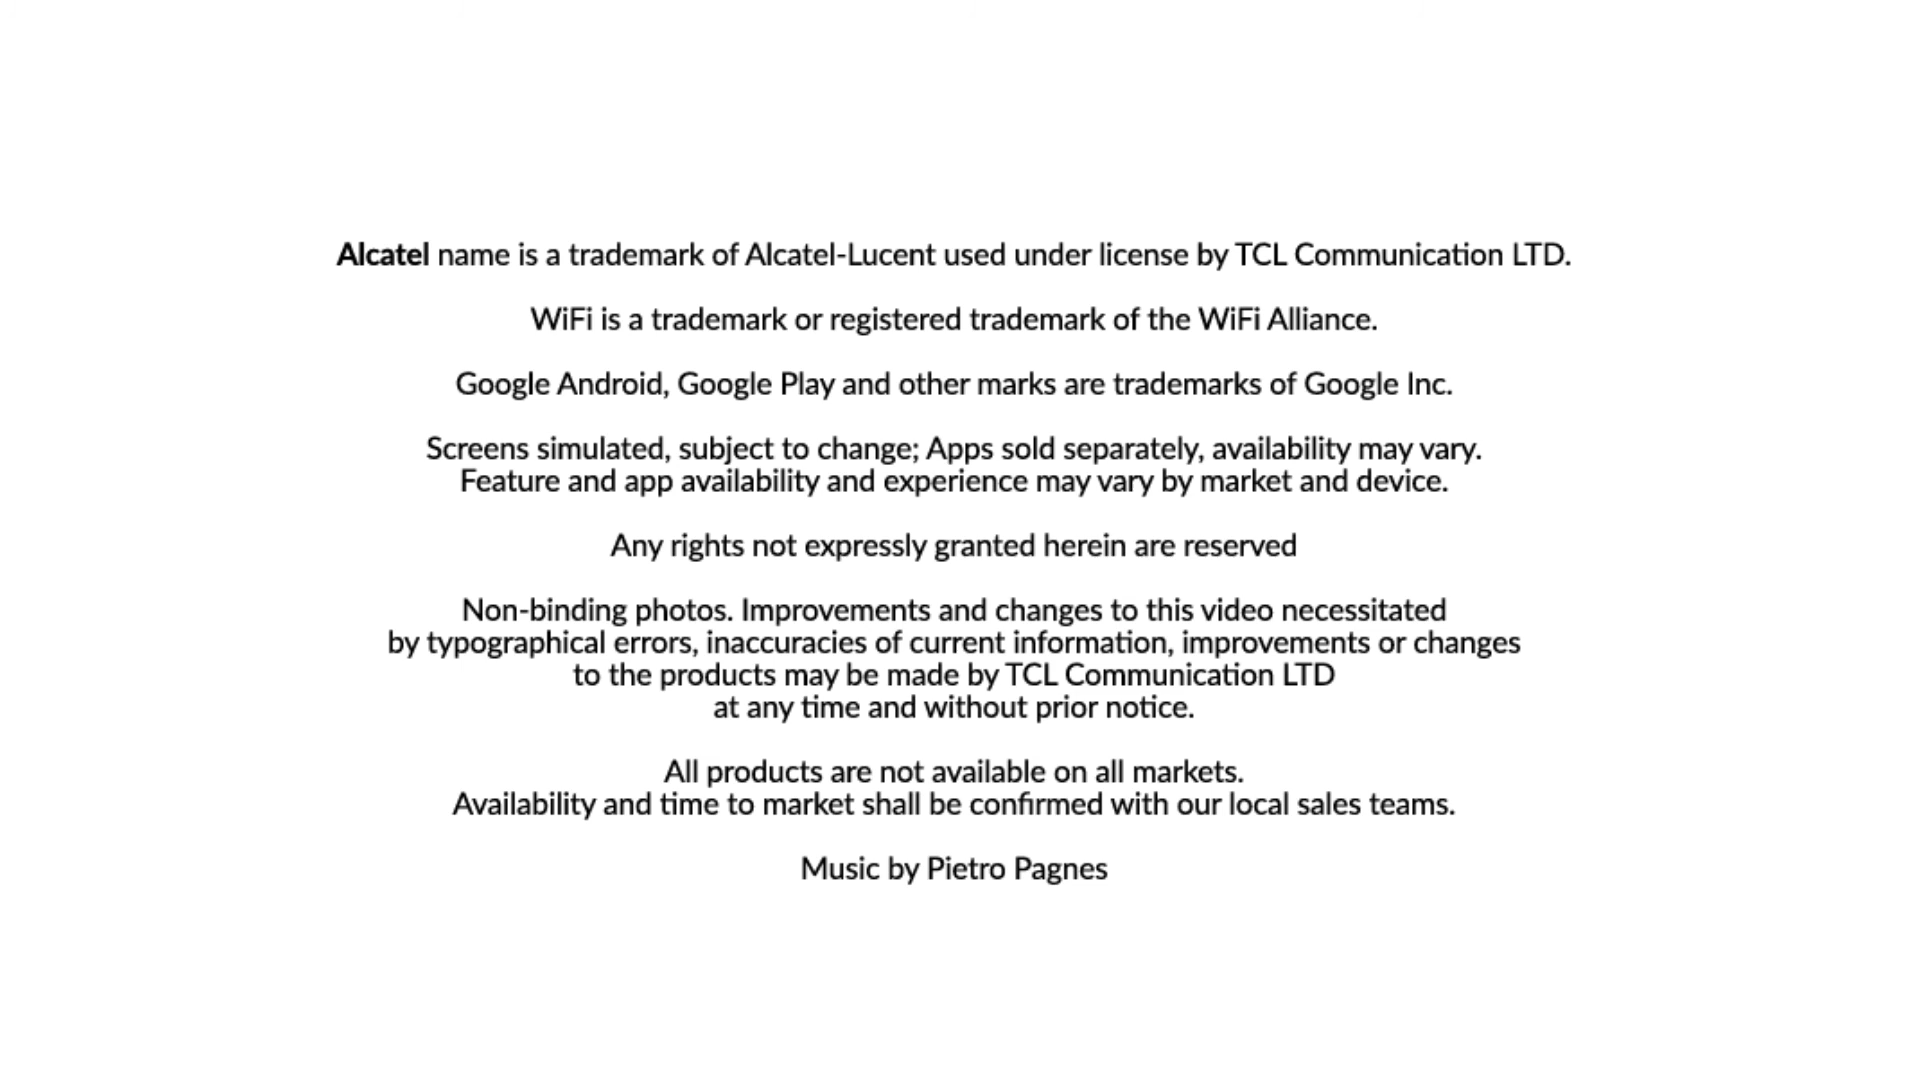 Alcatel name is a trademark of Alcatel-Lucent used under license by TCL Communication LTD.
WiFi is a trademark or registered trademark of the WiFi Alliance.
Google Android, Google Play and other marks are trademarks of Google Inc.
Screens simulated, subject to change; Apps sold separately, availability may vary.
Feature and app availability and experience may vary by market and device.
Any rights not expressly granted herein are reserved
Non-binding photos. Improvements and changes to this video necessitated
by typographical errors, inaccuracies of current information, improvements or changes
to the products may be made by TCL Communication LTD
at any time and without prior notice.
All products are not available on all markets.
Availability and time to market shall be confirmed with our local sales teams.
Music by Pietro Pagnes